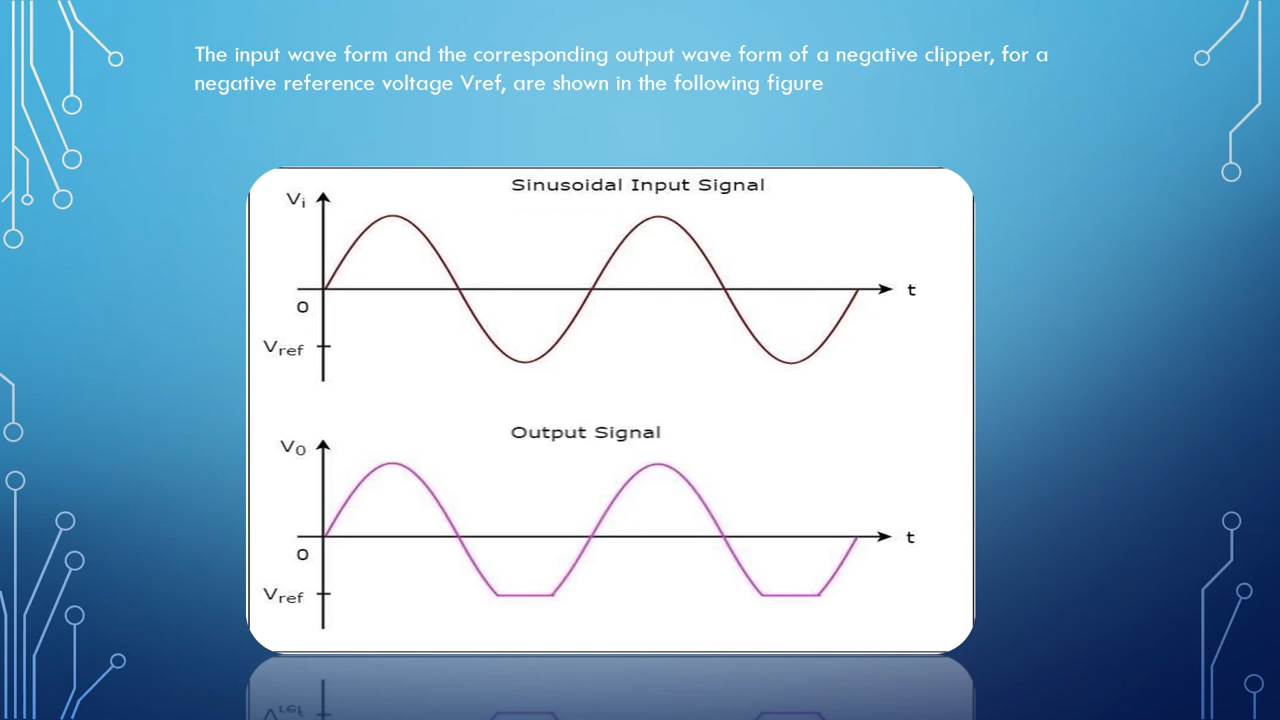 The input wave form and the corresponding output wave form of a negative clipper, for a
negative reference voltage Vref, are shown in the following figure
Sinusoidal Input Signal
Vi
t
0
Vref
Output Signal
V0
t
0
Vref
Vref